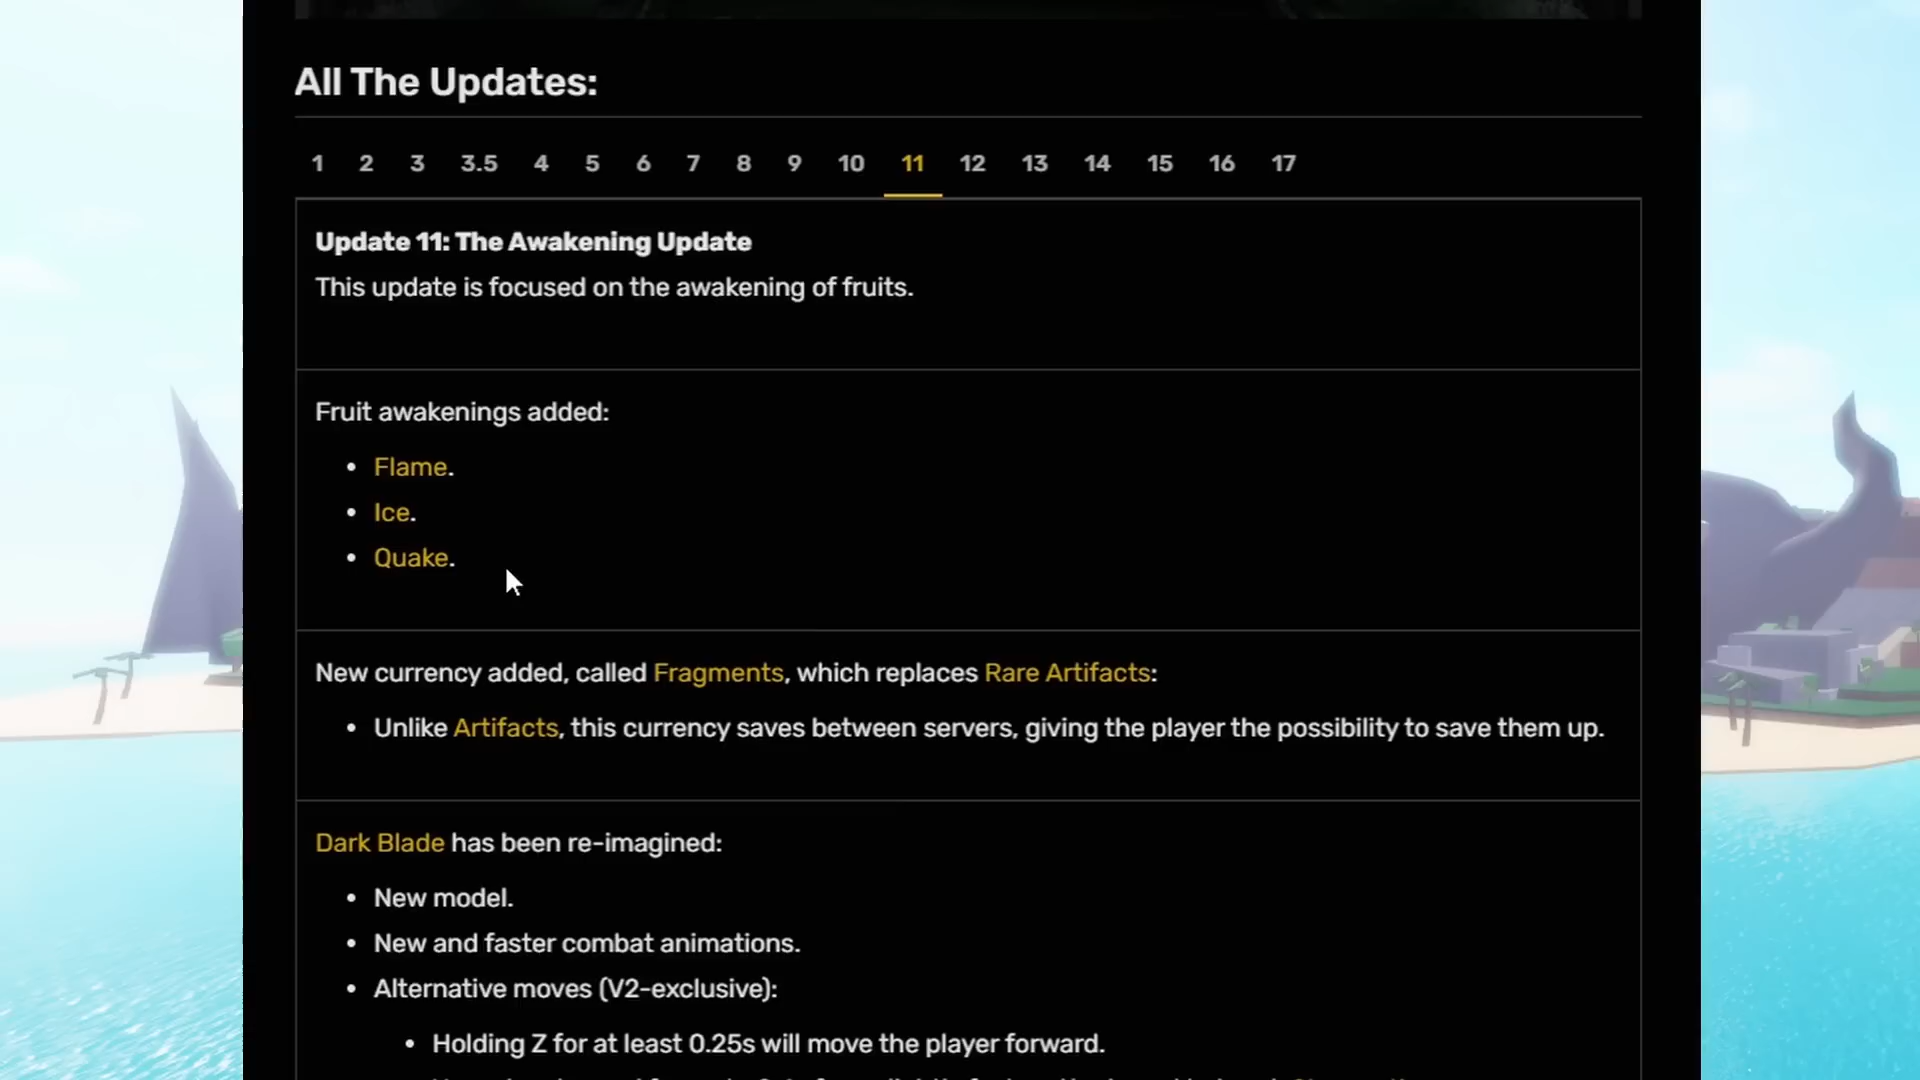 All The Updates:
1 2 3 3.5 4 5 6 7 8 9 10 11 12 13 14 15 16 17
Update 11: The Awakening Update
This update is focused on the awakening of fruits.
Fruit awakenings added:
• Flame.
• Ice.
• Quake.
New currency added, called Fragments, which replaces Rare Artifacts:
• Unlike Artifacts, this currency saves between servers, giving the player the possibility to save them up.
Dark Blade has been re-imagined:
• New model.
• New and faster combat animations.
• Alternative moves (V2-exclusive):
• Holding Z for at least 0.25s will move the player forward.